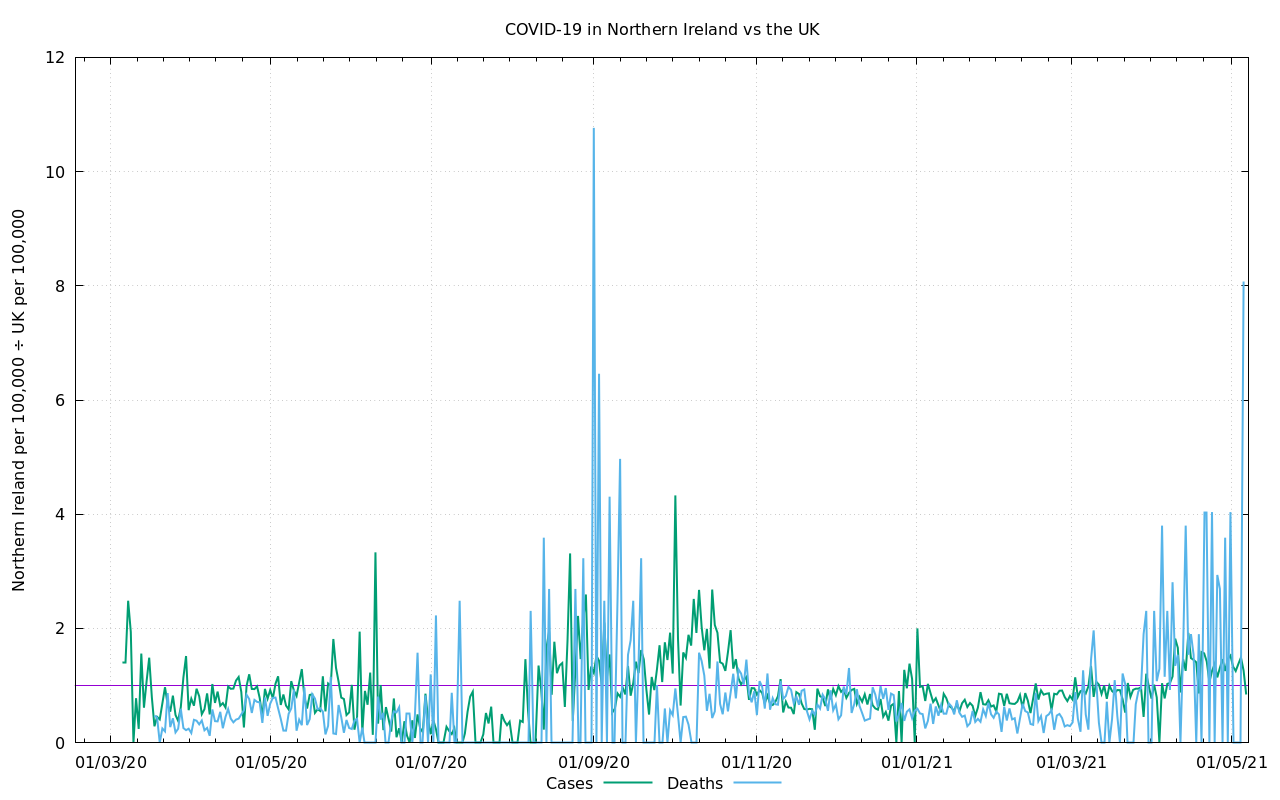 COVID-19 in Northern Ireland vs the UK
Northern Ireland per 100,000 ÷ UK per 100,000
12
10
8
6
4
2
0
01/03/20 01/05/20 01/07/20 01/09/20 01/11/20 01/01/21 01/03/21 01/05/21
Cases Deaths